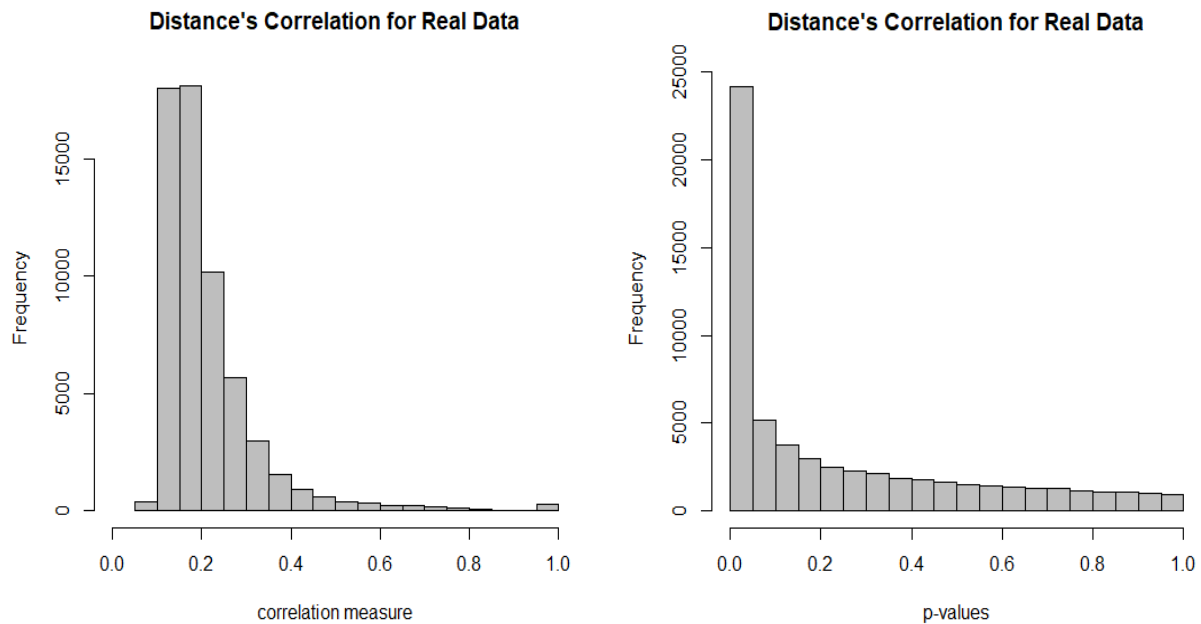 Distance's Correlation for Real Data
Frequency
15000
10000
5000
0
0.0 0.2 0.4 0.6 0.8 1.0
correlation measure
Distance's Correlation for Real Data
Frequency
25000
20000
15000
10000
5000
0
0.0 0.2 0.4 0.6 0.8 1.0
p-values